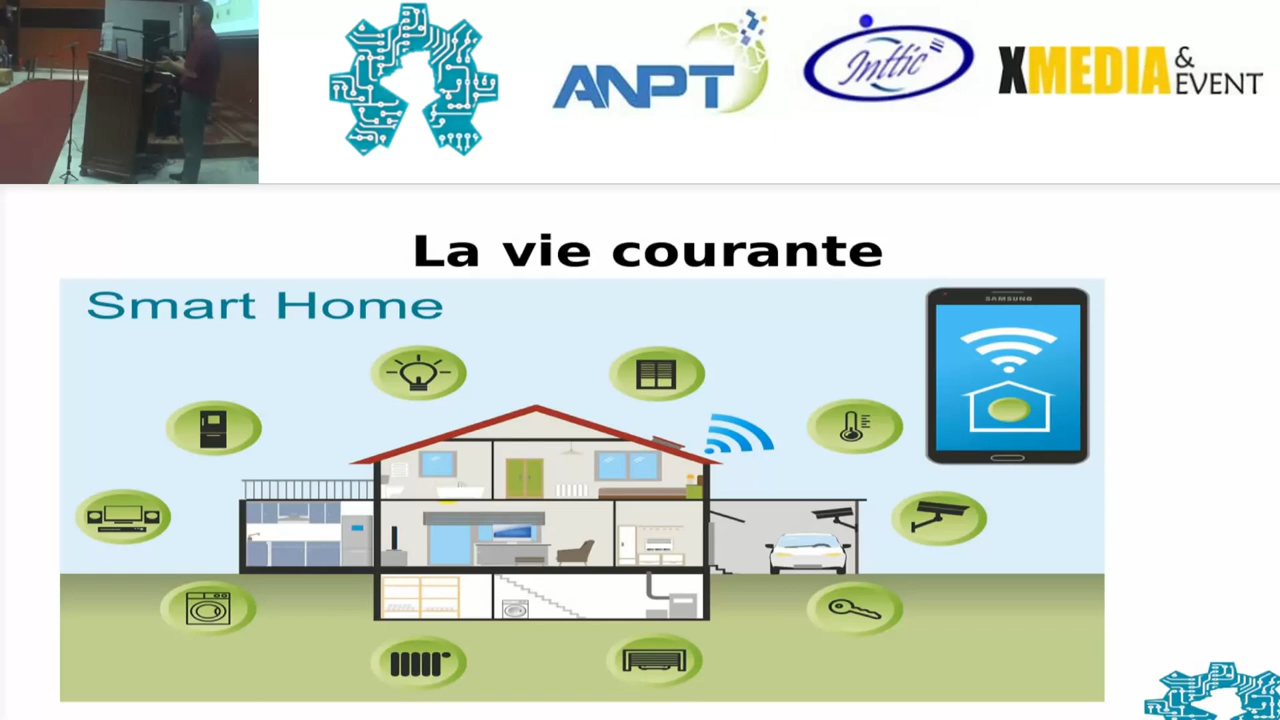 ANPT
Inttic
XMEDIA & EVENT
La vie courante
Smart Home
SAMSUNG